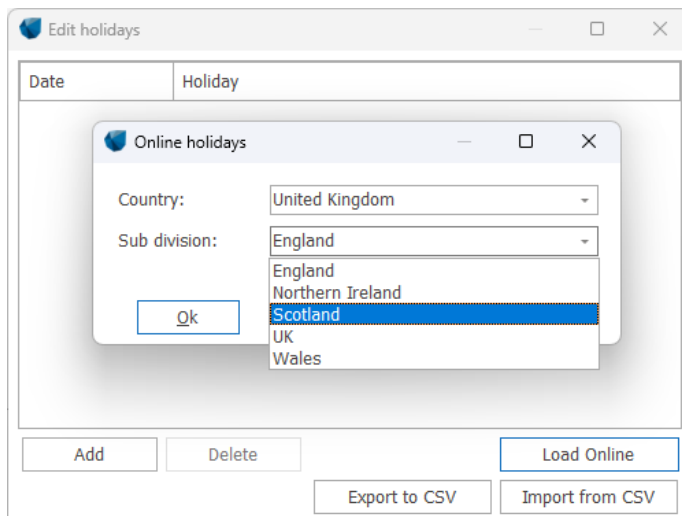 Edit holidays
Date Holiday
Online holidays
Country: United Kingdom
Sub division: England
England
Northern Ireland
Scotland
UK
Wales
Ok
Add Delete Load Online
Export to CSV Import from CSV